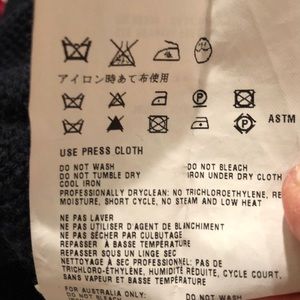 アイロン時あて布使用
ASTM
USE PRESS CLOTH
DO NOT WASH DO NOT BLEACH
DO NOT TUMBLE DRY IRON UNDER DRY CLOTH
COOL IRON
PROFESSIONALLY DRYCLEAN: NO TRICHLOROETHYLENE, RE
MOISTURE, SHORT CYCLE, NO STEAM AND LOW HEAT
NE PAS LAVER
NE PAS UTILISER D'AGENT DE BLANCHIMENT
NE PAS SÉCHER PAR CULBUTAGE
REPASSER À BASSE TEMPÉRATURE
REPASSER SOUS UN LINGE SEC
NETTOYAGE À SEC PROFESSIONNEL: PAS DE
TRICHLORO-ÉTHYLÈNE, HUMIDITÉ RÉDUITE, CYCLE COURT,
SANS VAPEUR ET BASSE TEMPÉRATURE
FOR AUSTRALIA ONLY:
DO NOT BLEACH